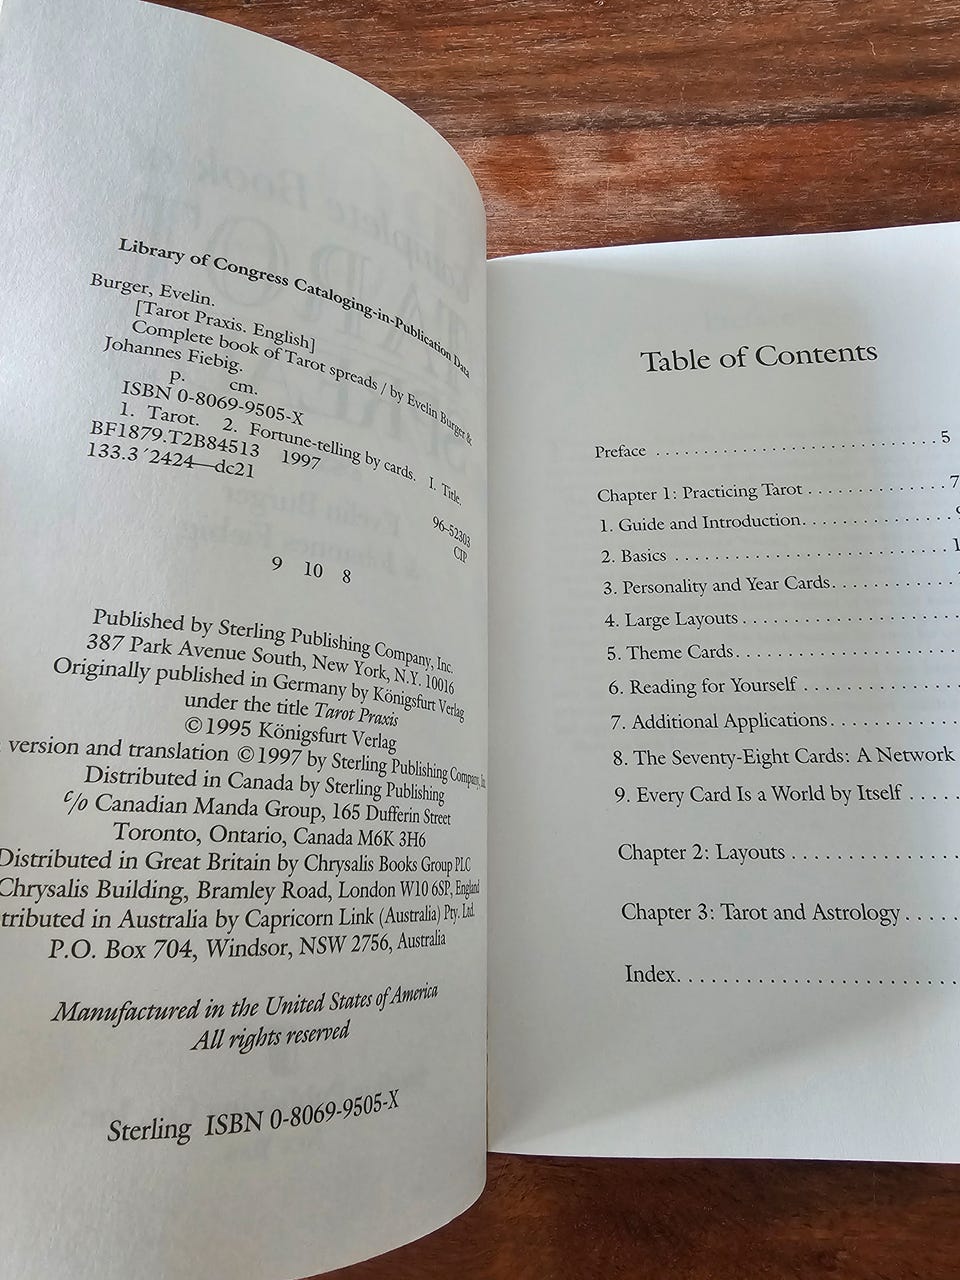 Library of Congress Cataloging-in-Publication Data
Burger, Evelin.
[Tarot Praxis. English]
Complete book of Tarot spreads / by Evelin Burger &
Johannes Fiebig.
p. cm.
ISBN 0-8069-9505-X
1. Tarot. 2. Fortune-telling by cards. I. Title.
BF1879.T2B84513 1997
133.3´2424—dc21
96-52303
CIP
9 10 8
Published by Sterling Publishing Company, Inc.
387 Park Avenue South, New York, N.Y. 10016
Originally published in Germany by Königsfurt Verlag
under the title Tarot Praxis
©1995 Königsfurt Verlag
version and translation ©1997 by Sterling Publishing Company, In
Distributed in Canada by Sterling Publishing
c/o Canadian Manda Group, 165 Dufferin Street
Toronto, Ontario, Canada M6K 3H6
Distributed in Great Britain by Chrysalis Books Group PLC
Chrysalis Building, Bramley Road, London W10 6SP, England
tributed in Australia by Capricorn Link (Australia) Pty. Ltd.
P.O. Box 704, Windsor, NSW 2756, Australia
Manufactured in the United States of America
All rights reserved
Sterling ISBN 0-8069-9505-X
Table of Contents
Preface . . . . . . . . . . . . . . . . . . . . . . . . . . . . 5
Chapter 1: Practicing Tarot . . . . . . . . . . . . . . 7
1. Guide and Introduction. . . . . . . . . . . . . . . 9
2. Basics . . . . . . . . . . . . . . . . . . . . . . . . . . 1
3. Personality and Year Cards. . . . . . . . . . . .
4. Large Layouts . . . . . . . . . . . . . . . . . . . .
5. Theme Cards. . . . . . . . . . . . . . . . . . . . .
6. Reading for Yourself . . . . . . . . . . . . . . .
7. Additional Applications. . . . . . . . . . . . .
8. The Seventy-Eight Cards: A Network
9. Every Card Is a World by Itself . . . . .
Chapter 2: Layouts . . . . . . . . . . . . . . . .
Chapter 3: Tarot and Astrology . . . . .
Index. . . . . . . . . . . . . . . . . . . . . . . .